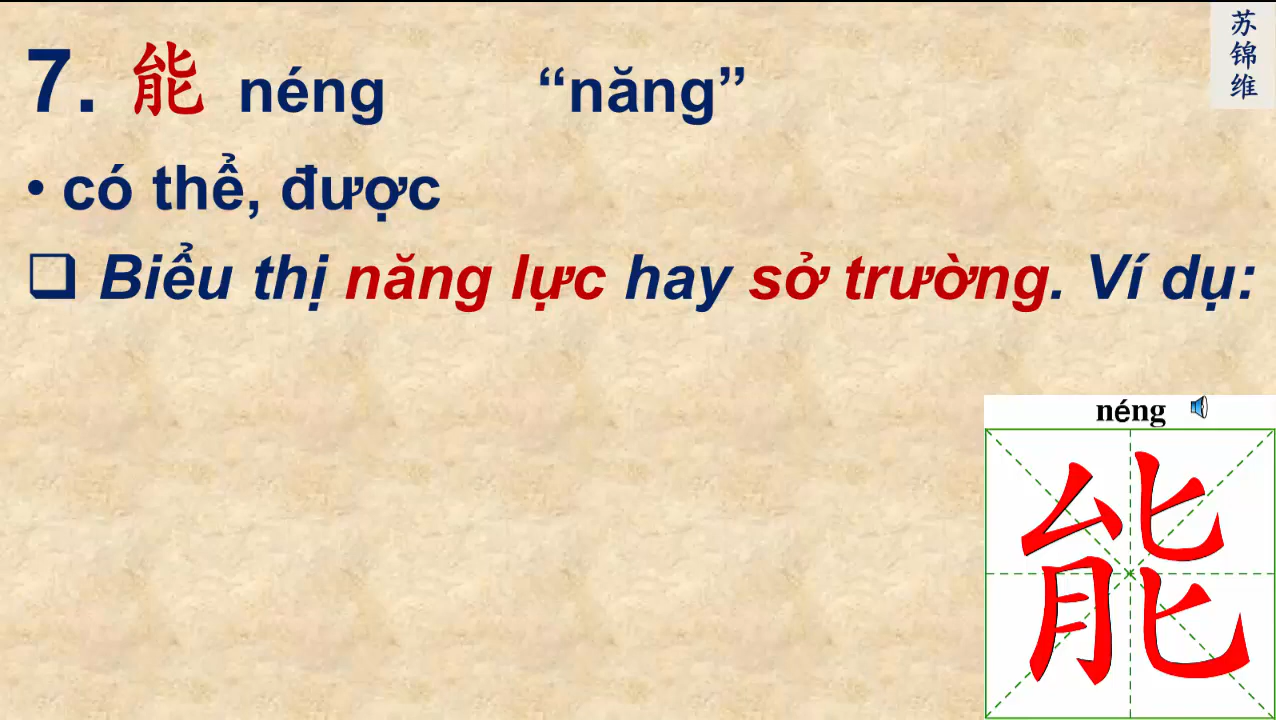 7. 能 néng “năng”
苏锦维
• có thể, được
❑ Biểu thị năng lực hay sở trường. Ví dụ:
néng
能